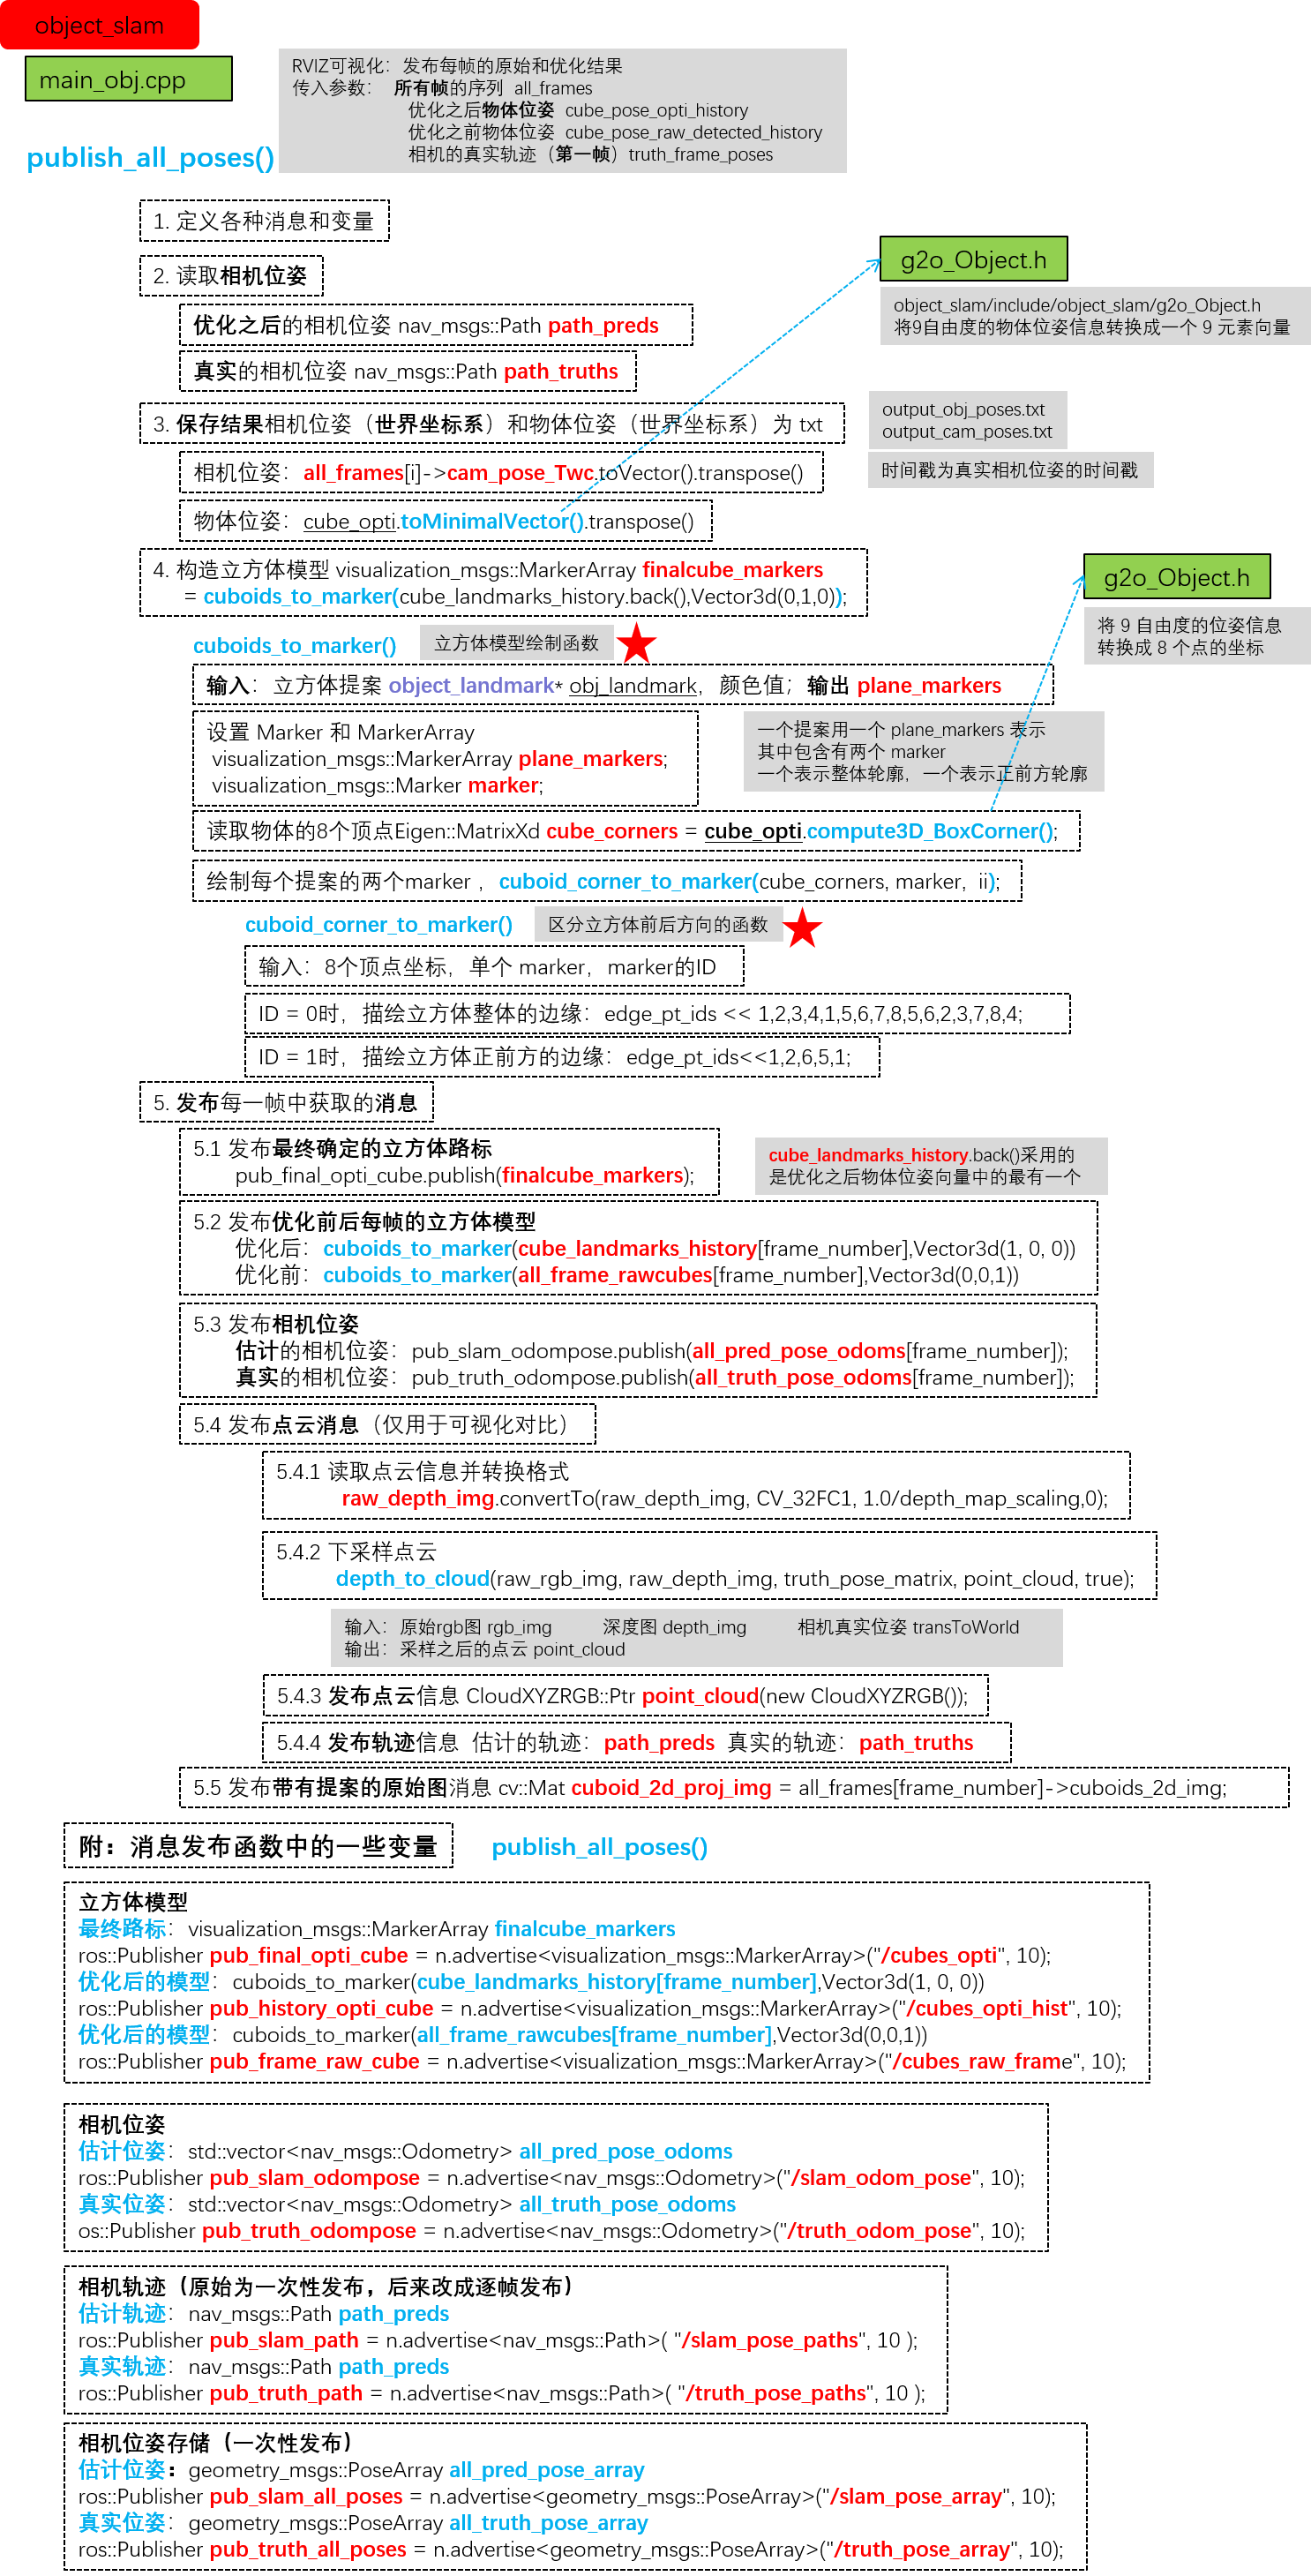 object_slam
main_obj.cpp
RVIZ可视化：发布每帧的原始和优化结果
传入参数： 所有帧的序列 all_frames
优化之后物体位姿 cube_pose_opti_history
优化之前物体位姿 cube_pose_raw_detected_history
相机的真实轨迹（第一帧）truth_frame_poses
publish_all_poses()
1. 定义各种消息和变量
2. 读取相机位姿
g2o_Object.h
object_slam/include/object_slam/g2o_Object.h
将9自由度的物体位姿信息转换成一个 9 元素向量
优化之后的相机位姿 nav_msgs::Path path_preds
真实的相机位姿 nav_msgs::Path path_truths
3. 保存结果相机位姿（世界坐标系）和物体位姿（世界坐标系）为 txt
output_obj_poses.txt
output_cam_poses.txt
相机位姿：all_frames[i]->cam_pose_Twc.toVector().transpose()
时间戳为真实相机位姿的时间戳
物体位姿：cube_opti.toMinimalVector().transpose()
4. 构造立方体模型 visualization_msgs::MarkerArray finalcube_markers
= cuboids_to_marker(cube_landmarks_history.back(),Vector3d(0,1,0));
g2o_Object.h
将 9 自由度的位姿信息
转换成 8 个点的坐标
cuboids_to_marker()
立方体模型绘制函数
输入：立方体提案 object_landmark* obj_landmark，颜色值；输出 plane_markers
设置 Marker 和 MarkerArray
visualization_msgs::MarkerArray plane_markers;
visualization_msgs::Marker marker;
一个提案用一个 plane_markers 表示
其中包含有两个 marker
一个表示整体轮廓，一个表示正前方轮廓
读取物体的8个顶点Eigen::MatrixXd cube_corners = cube_opti.compute3D_BoxCorner();
绘制每个提案的两个marker ，cuboid_corner_to_marker(cube_corners, marker, ii);
cuboid_corner_to_marker()
区分立方体前后方向的函数
输入：8个顶点坐标，单个 marker，marker的ID
ID = 0时，描绘立方体整体的边缘：edge_pt_ids << 1,2,3,4,1,5,6,7,8,5,6,2,3,7,8,4;
ID = 1时，描绘立方体正前方的边缘：edge_pt_ids<<1,2,6,5,1;
5. 发布每一帧中获取的消息
5.1 发布最终确定的立方体路标
pub_final_opti_cube.publish(finalcube_markers);
cube_landmarks_history.back()采用的
是优化之后物体位姿向量中的最有一个
5.2 发布优化前后每帧的立方体模型
优化后：cuboids_to_marker(cube_landmarks_history[frame_number],Vector3d(1, 0, 0))
优化前：cuboids_to_marker(all_frame_rawcubes[frame_number],Vector3d(0,0,1))
5.3 发布相机位姿
估计的相机位姿：pub_slam_odompose.publish(all_pred_pose_odoms[frame_number]);
真实的相机位姿：pub_truth_odompose.publish(all_truth_pose_odoms[frame_number]);
5.4 发布点云消息（仅用于可视化对比）
5.4.1 读取点云信息并转换格式
raw_depth_img.convertTo(raw_depth_img, CV_32FC1, 1.0/depth_map_scaling,0);
5.4.2 下采样点云
depth_to_cloud(raw_rgb_img, raw_depth_img, truth_pose_matrix, point_cloud, true);
输入：原始rgb图 rgb_img 深度图 depth_img 相机真实位姿 transToWorld
输出：采样之后的点云 point_cloud
5.4.3 发布点云信息 CloudXYZRGB::Ptr point_cloud(new CloudXYZRGB());
5.4.4 发布轨迹信息 估计的轨迹：path_preds 真实的轨迹：path_truths
5.5 发布带有提案的原始图消息 cv::Mat cuboid_2d_proj_img = all_frames[frame_number]->cuboids_2d_img;
附：消息发布函数中的一些变量
publish_all_poses()
立方体模型
最终路标：visualization_msgs::MarkerArray finalcube_markers
ros::Publisher pub_final_opti_cube = n.advertise<visualization_msgs::MarkerArray>("/cubes_opti", 10);
优化后的模型：cuboids_to_marker(cube_landmarks_history[frame_number],Vector3d(1, 0, 0))
ros::Publisher pub_history_opti_cube = n.advertise<visualization_msgs::MarkerArray>("/cubes_opti_hist", 10);
优化后的模型：cuboids_to_marker(all_frame_rawcubes[frame_number],Vector3d(0,0,1))
ros::Publisher pub_frame_raw_cube = n.advertise<visualization_msgs::MarkerArray>("/cubes_raw_frame", 10);
相机位姿
估计位姿：std::vector<nav_msgs::Odometry> all_pred_pose_odoms
ros::Publisher pub_slam_odompose = n.advertise<nav_msgs::Odometry>("/slam_odom_pose", 10);
真实位姿：std::vector<nav_msgs::Odometry> all_truth_pose_odoms
os::Publisher pub_truth_odompose = n.advertise<nav_msgs::Odometry>("/truth_odom_pose", 10);
相机轨迹（原始为一次性发布，后来改成逐帧发布）
估计轨迹：nav_msgs::Path path_preds
ros::Publisher pub_slam_path = n.advertise<nav_msgs::Path>( "/slam_pose_paths", 10 );
真实轨迹：nav_msgs::Path path_preds
ros::Publisher pub_truth_path = n.advertise<nav_msgs::Path>( "/truth_pose_paths", 10 );
相机位姿存储（一次性发布）
估计位姿：geometry_msgs::PoseArray all_pred_pose_array
ros::Publisher pub_slam_all_poses = n.advertise<geometry_msgs::PoseArray>("/slam_pose_array", 10);
真实位姿：geometry_msgs::PoseArray all_truth_pose_array
ros::Publisher pub_truth_all_poses = n.advertise<geometry_msgs::PoseArray>("/truth_pose_array", 10);